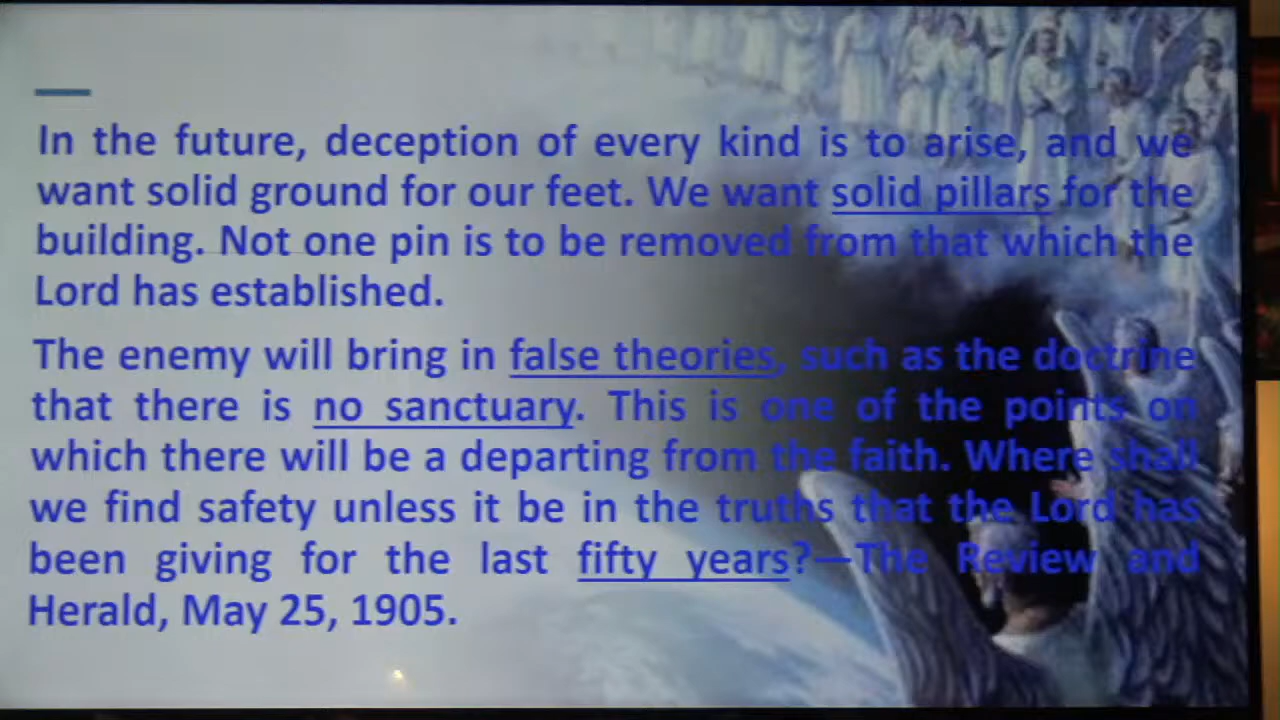 In the future, deception of every kind is to arise, and we
want solid ground for our feet. We want solid pillars for the
building. Not one pin is to be removed from that which the
Lord has established.
The enemy will bring in false theories, such as the doctrine
that there is no sanctuary. This is one of the points on
which there will be a departing from the faith. Where shall
we find safety unless it be in the truths that the Lord has
been giving for the last fifty years?—The Review and
Herald, May 25, 1905.